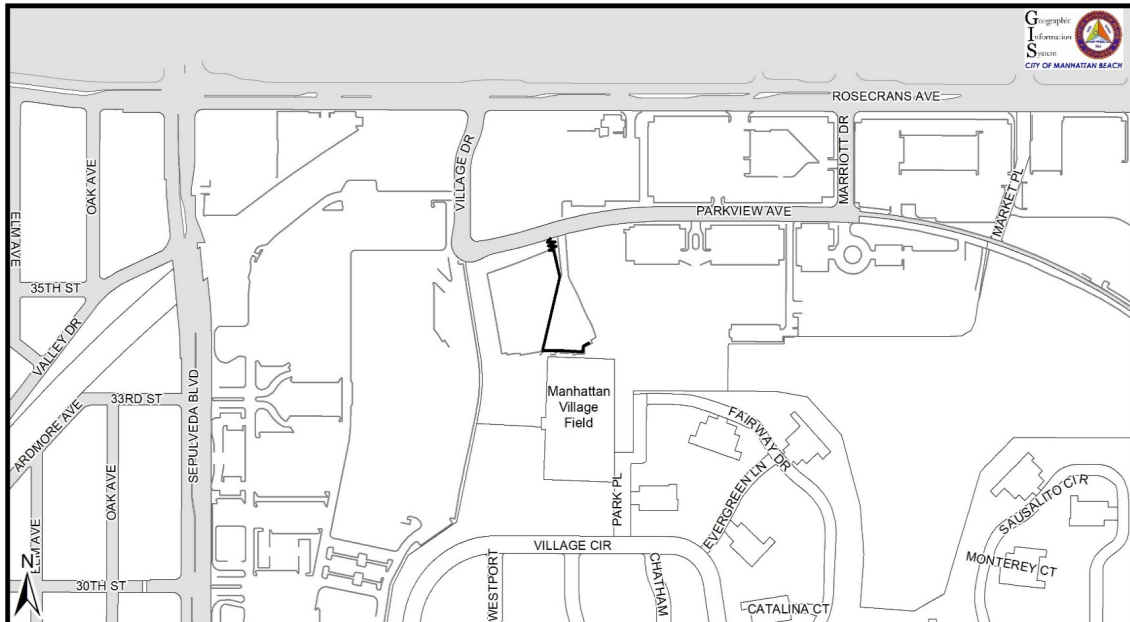 Geographic
Information
System
CITY OF MANHATTAN BEACH
ROSECRANS AVE
OAK AVE
VILLAGE DR
MARRIOTT DR
MARKET PL
ELM AVE
PARKVIEW AVE
35TH ST
VALLEY DR
33RD ST
ARDMORE AVE
SEPULVEDA BLVD
Manhattan
Village
Field
FAIRWAY DR
EVERGREEN LN
PARK PL
SAUSALITO CIR
OAK AVE
ELM AVE
VILLAGE CIR
MONTEREY CT
N
30TH ST
WESTPORT
CHATHAM
CATALINA CT